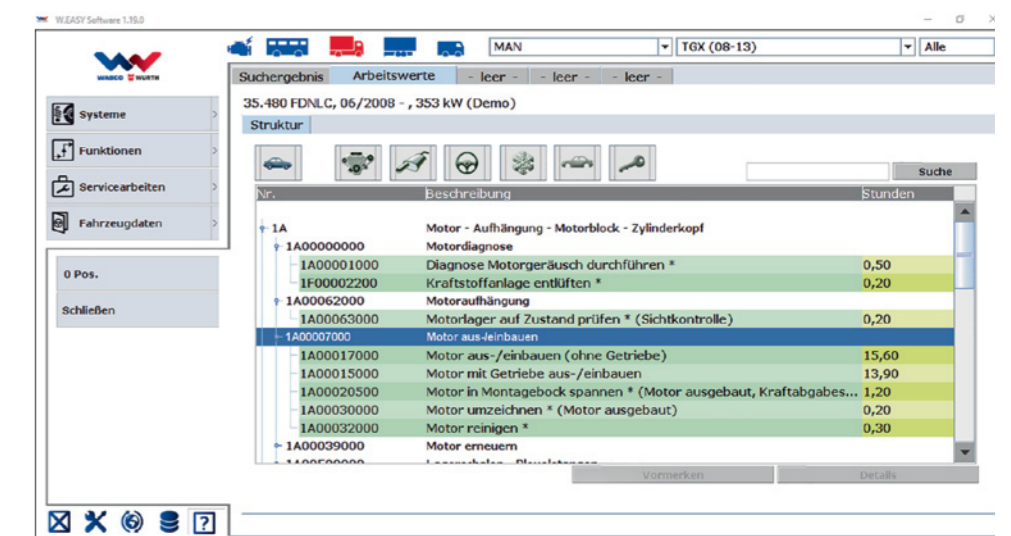 W.EASY Software 1.19.0
MAN TGX (08-13) Alle
WABCO WURTH
Suchergebnis Arbeitswerte - leer - - leer - - leer -
35.480 FDNLC, 06/2008 - , 353 kW (Demo)
Struktur
Systeme
Funktionen
Servicearbeiten
Fahrzeugdaten
0 Pos.
Schließen
Suche
Nr. Beschreibung Stunden
1A Motor - Aufhängung - Motorblock - Zylinderkopf
1A00000000 Motordiagnose
1A00001000 Diagnose Motorgeräusch durchführen * 0,50
1F00002200 Kraftstoffanlage entlüften * 0,20
1A00062000 Motoraufhängung
1A00063000 Motorlager auf Zustand prüfen * (Sichtkontrolle) 0,20
1A00007000 Motor aus-/einbauen
1A00017000 Motor aus-/einbauen (ohne Getriebe) 15,60
1A00015000 Motor mit Getriebe aus-/einbauen 13,90
1A00020500 Motor in Montagebock spannen * (Motor ausgebaut, Kraftabgabes... 1,20
1A00030000 Motor umzeichnen * (Motor ausgebaut) 0,20
1A00032000 Motor reinigen * 0,30
1A00039000 Motor erneuern
Vormerken Details
?